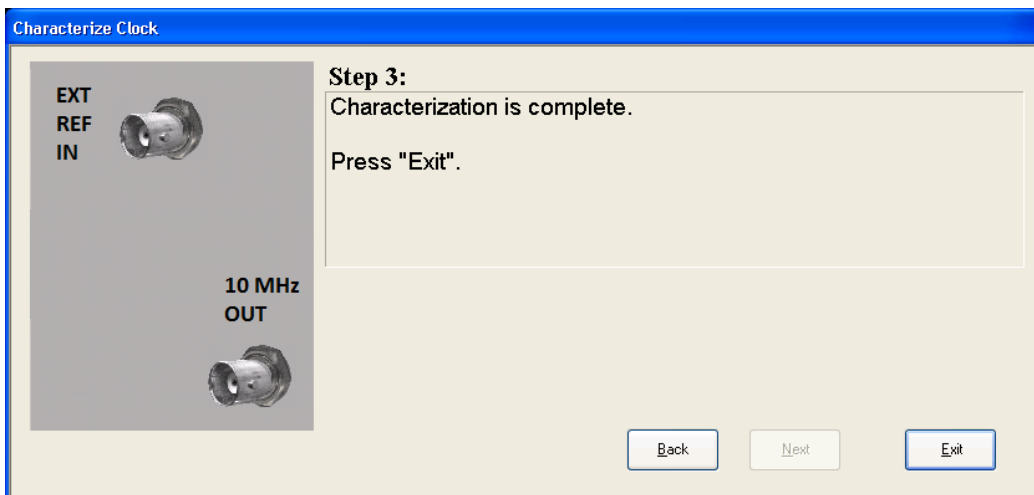 Characterize Clock
EXT
REF
IN
10 MHz
OUT
Step 3:
Characterization is complete.
Press "Exit".
Back
Next
Exit